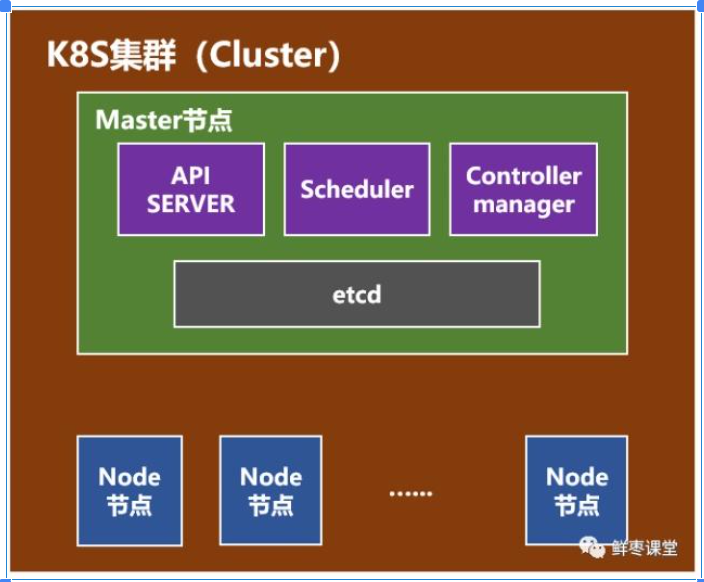 K8S集群（Cluster）
Master节点
API
SERVER
Scheduler
Controller
manager
etcd
Node
节点
Node
节点
......
Node
节点
鲜枣课堂